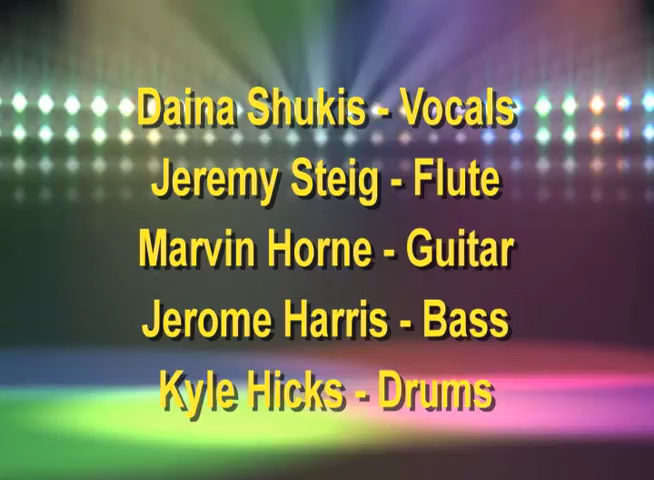 Daina Shukis - Vocals
Jeremy Steig - Flute
Marvin Horne - Guitar
Jerome Harris - Bass
Kyle Hicks - Drums